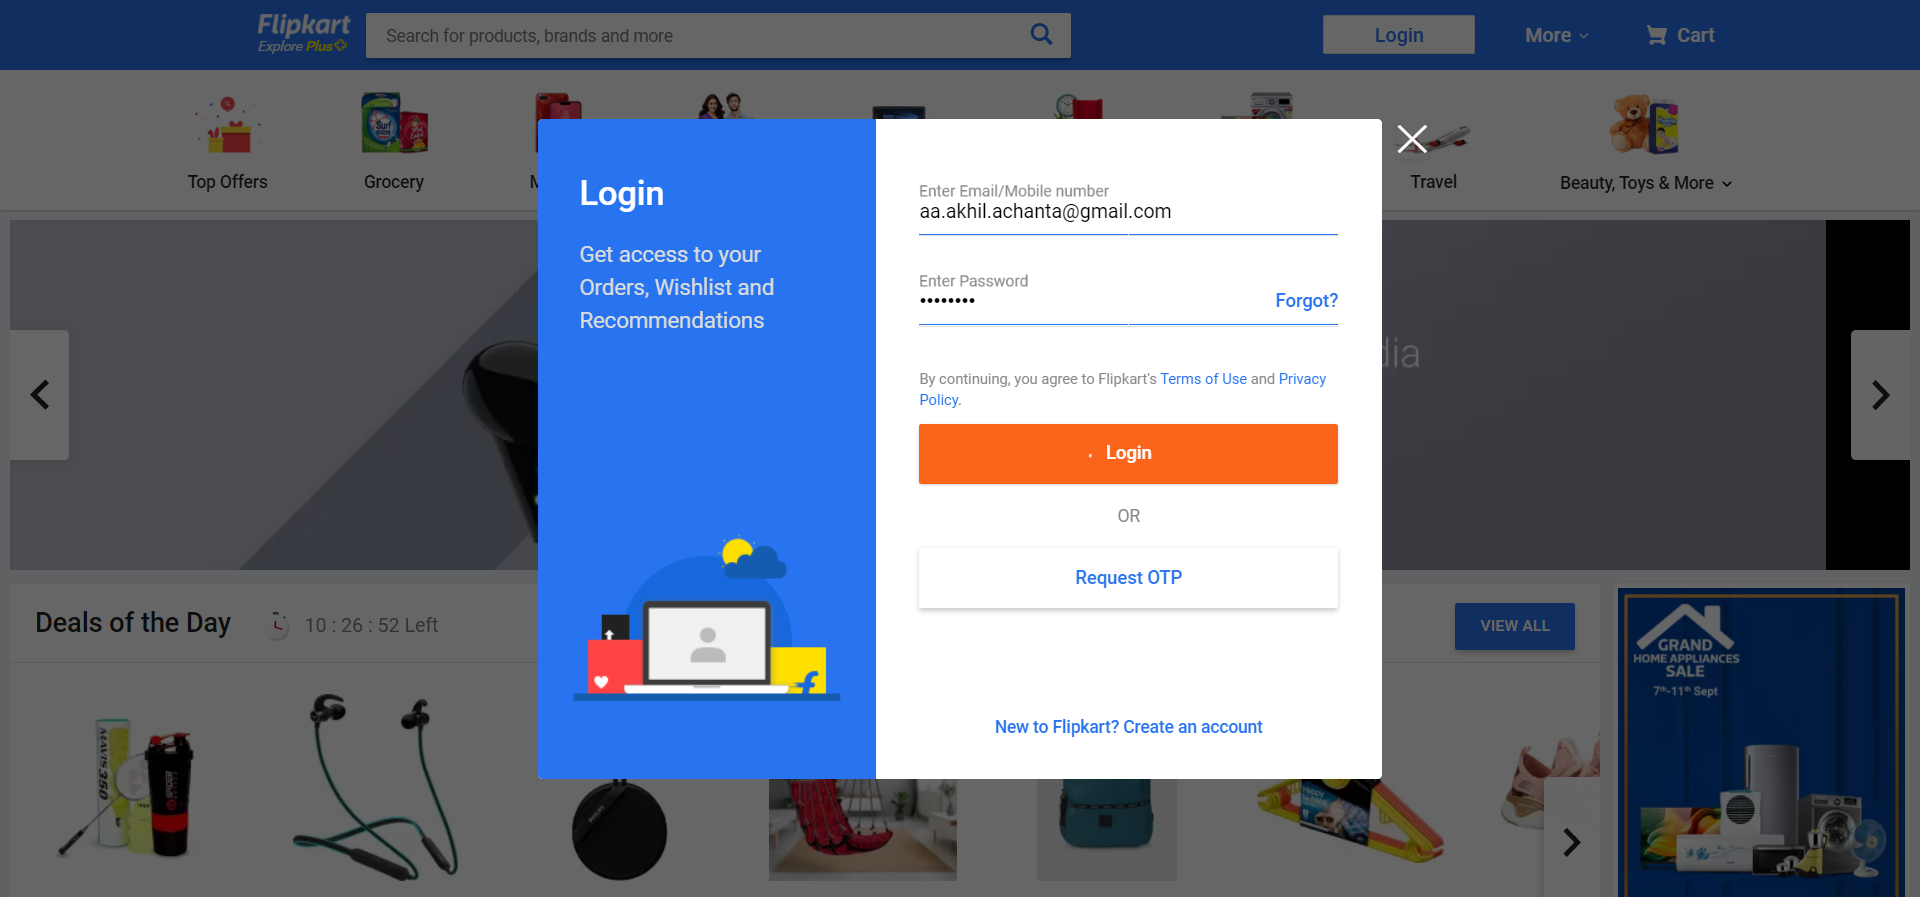 Flipkart
Explore Plus
Search for products, brands and more
Login
More
Cart
Top Offers
Grocery
M
Travel
Beauty, Toys & More
Login
Get access to your
Orders, Wishlist and
Recommendations
Enter Email/Mobile number
aa.akhil.achanta@gmail.com
Enter Password
••••••••
Forgot?
By continuing, you agree to Flipkart's Terms of Use and Privacy
Policy.
Login
OR
Request OTP
New to Flipkart? Create an account
dia
Deals of the Day
10 : 26 : 52 Left
VIEW ALL
GRAND
HOME APPLIANCES
SALE
7th-11th Sept
MAVIS 350
SPIDER
Surf